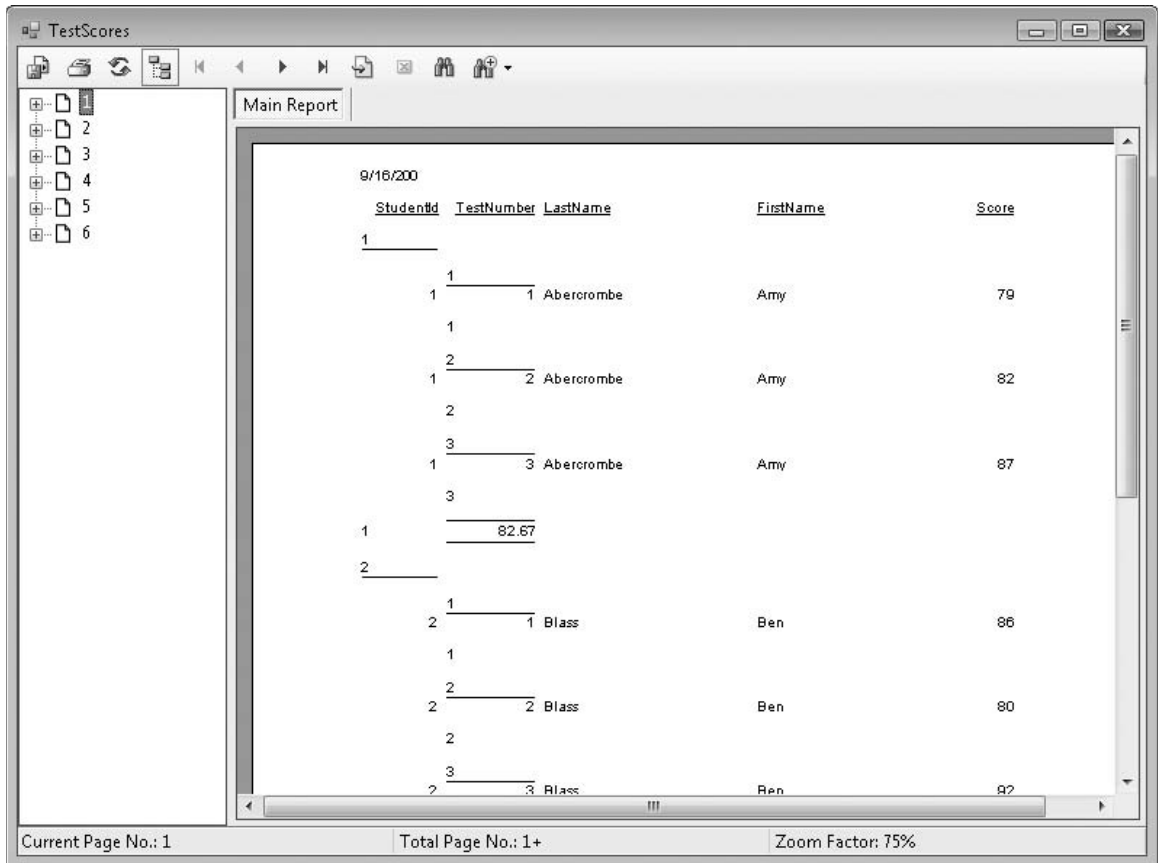 TestScores
1
2
3
4
5
6
Main Report
9/16/200
StudentId TestNumber LastName FirstName Score
1
1
1 1 Abercrombe Amy 79
1
2
1 2 Abercrombe Amy 82
2
3
1 3 Abercrombe Amy 87
3
1 82.67
2
1
2 1 Blass Ben 86
1
2
2 2 Blass Ben 80
2
3
2 3 Blass Ben 92
Current Page No.: 1 Total Page No.: 1+ Zoom Factor: 75%